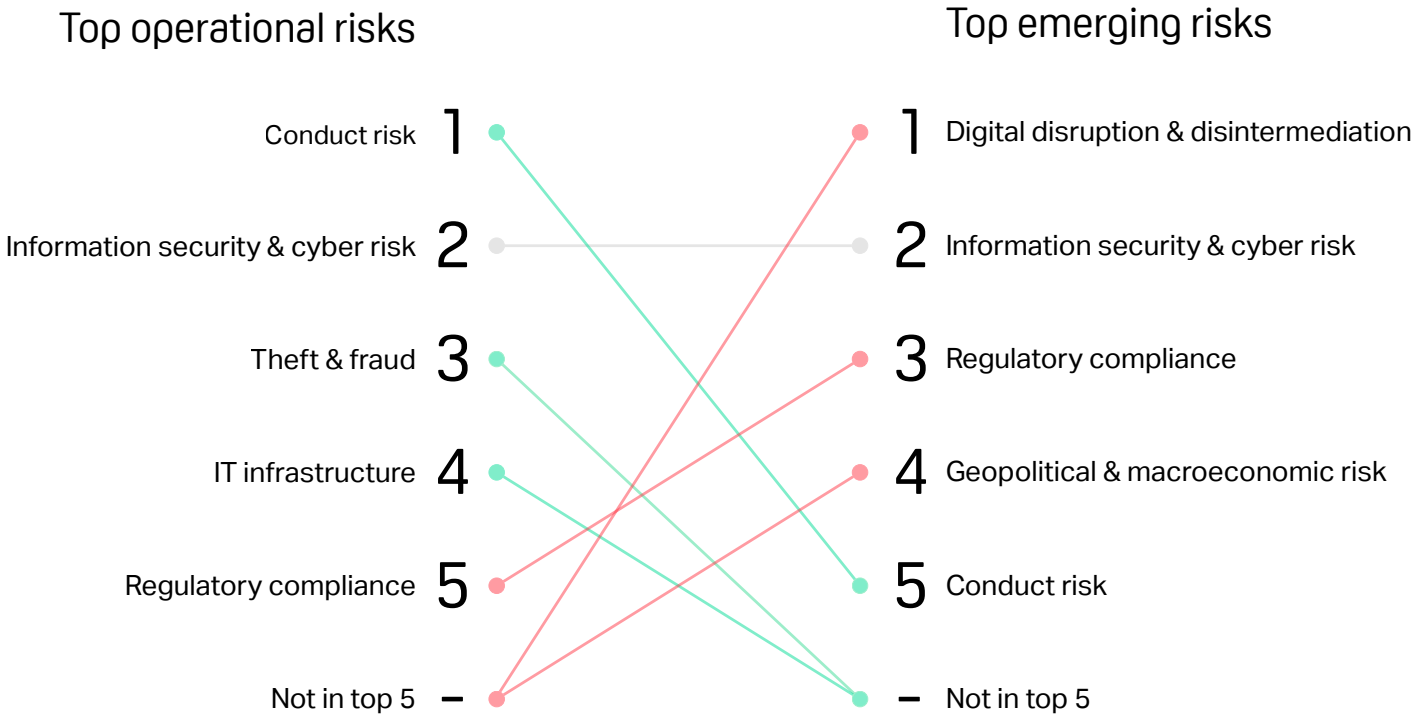 Top operational risks
Conduct risk 1
Information security & cyber risk 2
Theft & fraud 3
IT infrastructure 4
Regulatory compliance 5
Not in top 5 –
Top emerging risks
1 Digital disruption & disintermediation
2 Information security & cyber risk
3 Regulatory compliance
4 Geopolitical & macroeconomic risk
5 Conduct risk
– Not in top 5